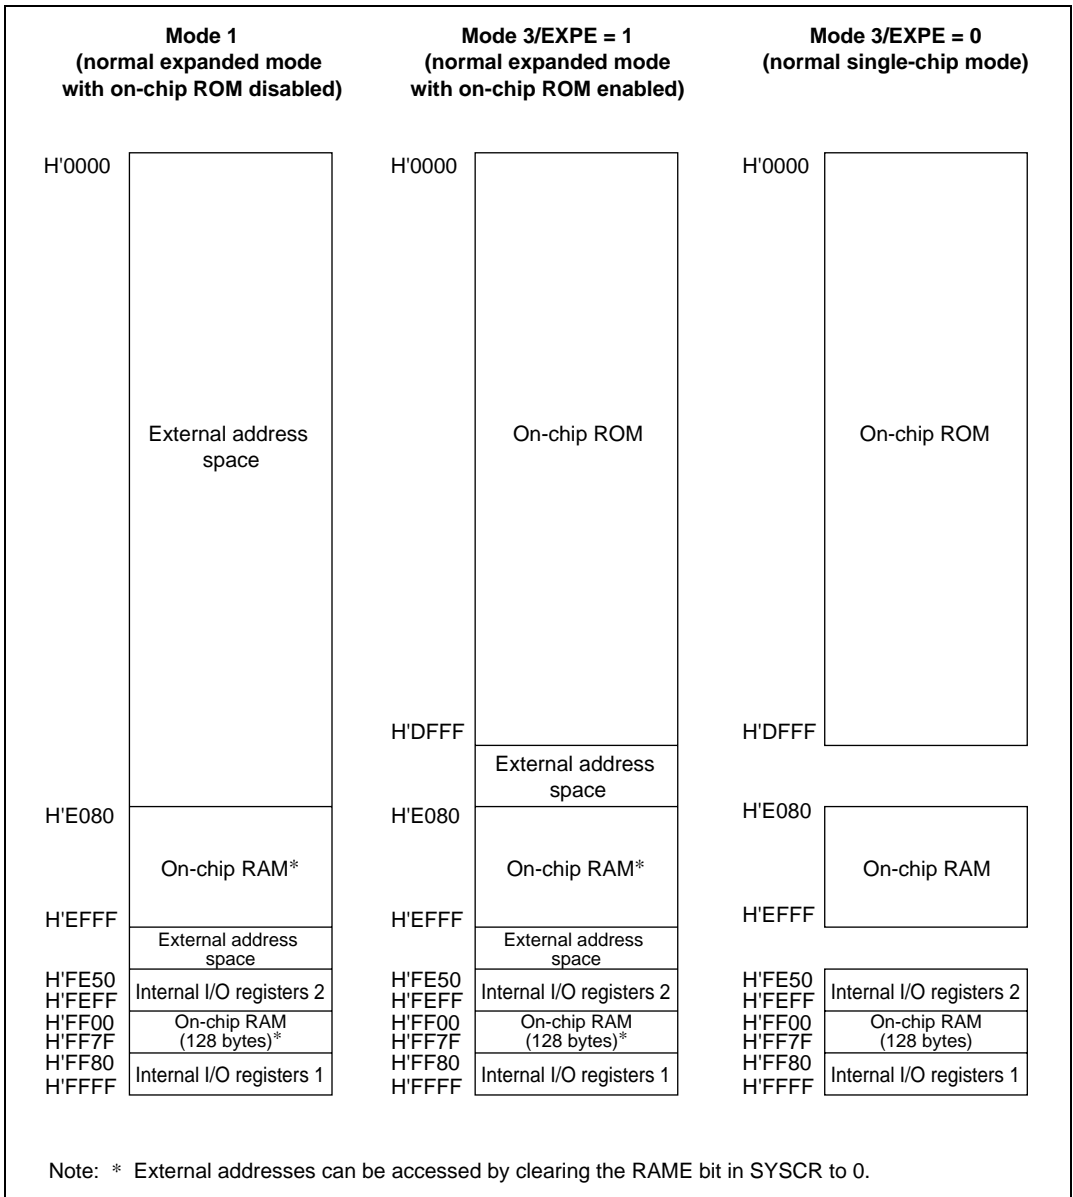 Mode 1
(normal expanded mode
with on-chip ROM disabled)
H'0000
External address
space
H'E080
On-chip RAM*
H'EFFF
External address
space
H'FE50
Internal I/O registers 2
H'FEFF
H'FF00
On-chip RAM
(128 bytes)*
H'FF7F
H'FF80
Internal I/O registers 1
H'FFFF
Mode 3/EXPE = 1
(normal expanded mode
with on-chip ROM enabled)
H'0000
On-chip ROM
H'DFFF
External address
space
H'E080
On-chip RAM*
H'EFFF
External address
space
H'FE50
Internal I/O registers 2
H'FEFF
H'FF00
On-chip RAM
(128 bytes)*
H'FF7F
H'FF80
Internal I/O registers 1
H'FFFF
Mode 3/EXPE = 0
(normal single-chip mode)
H'0000
On-chip ROM
H'DFFF
H'E080
On-chip RAM
H'EFFF
H'FE50
Internal I/O registers 2
H'FEFF
H'FF00
On-chip RAM
(128 bytes)
H'FF7F
H'FF80
Internal I/O registers 1
H'FFFF
Note: * External addresses can be accessed by clearing the RAME bit in SYSCR to 0.